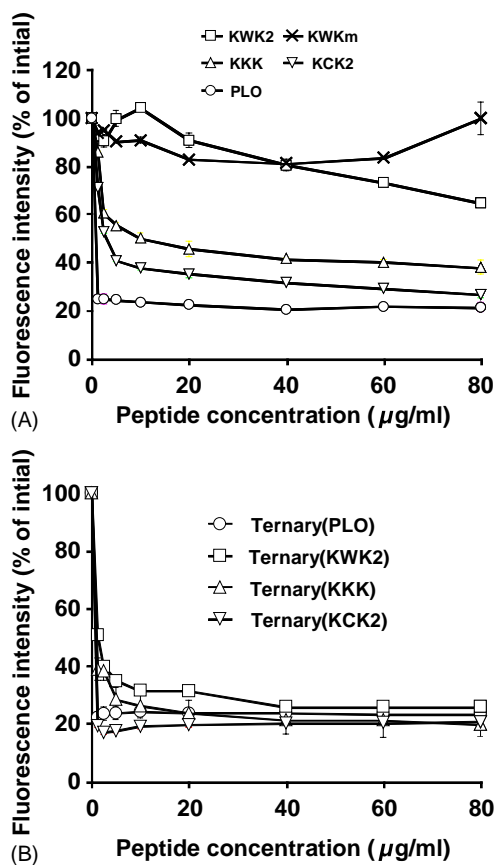 (A)
KWK2 KWKm
KKK KCK2
PLO
Fluorescence intensity (% of intial)
120
100
80
60
40
20
0
0 20 40 60 80
Peptide concentration (µg/ml)
(B)
Fluorescence intensity (% of intial)
100
80
60
40
20
0
Ternary(PLO)
Ternary(KWK2)
Ternary(KKK)
Ternary(KCK2)
0 20 40 60 80
Peptide concentration (µg/ml)